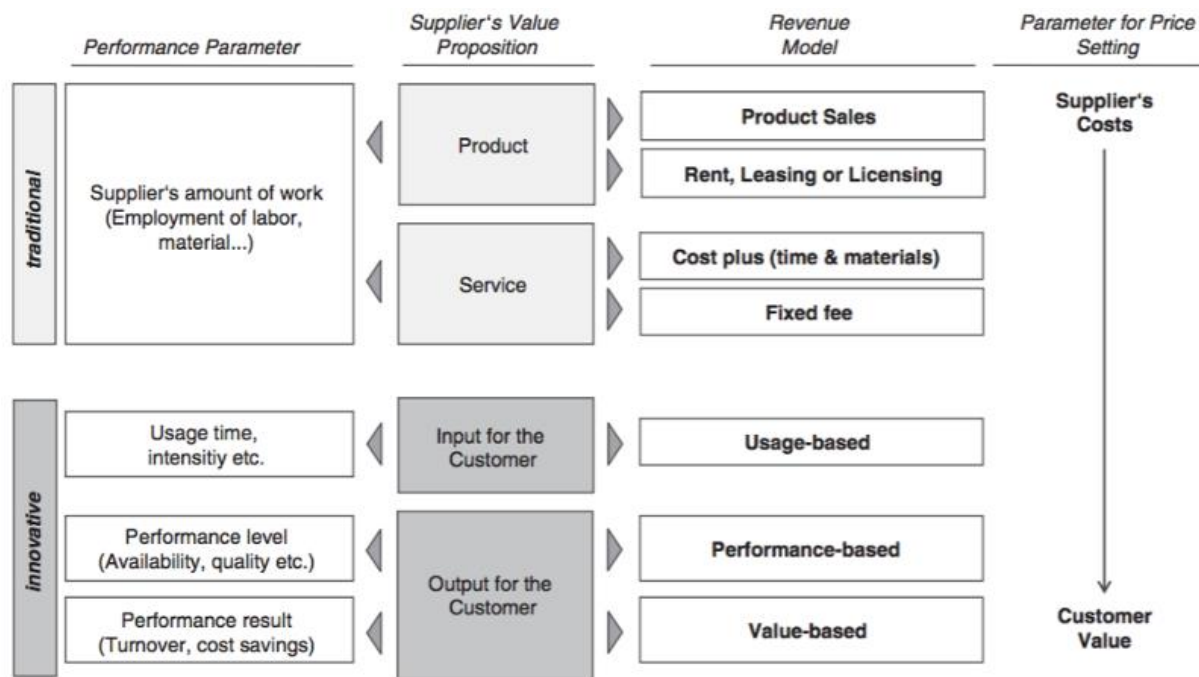 Performance Parameter
Supplier's Value
Proposition
Revenue
Model
Parameter for Price
Setting
traditional
Supplier's amount of work
(Employment of labor,
material...)
Product
Product Sales
Rent, Leasing or Licensing
Service
Cost plus (time & materials)
Fixed fee
Supplier's
Costs
innovative
Usage time,
intensitiy etc.
Input for the
Customer
Usage-based
Performance level
(Availability, quality etc.)
Output for the
Customer
Performance-based
Performance result
(Turnover, cost savings)
Value-based
Customer
Value